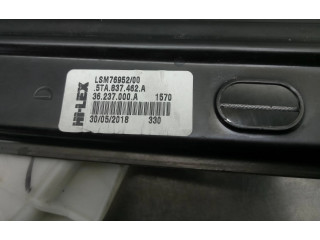 HI-LEX
LSM76952/00
.5TA.837.462.A
36.237.000.A 1570
30/05/2018 330